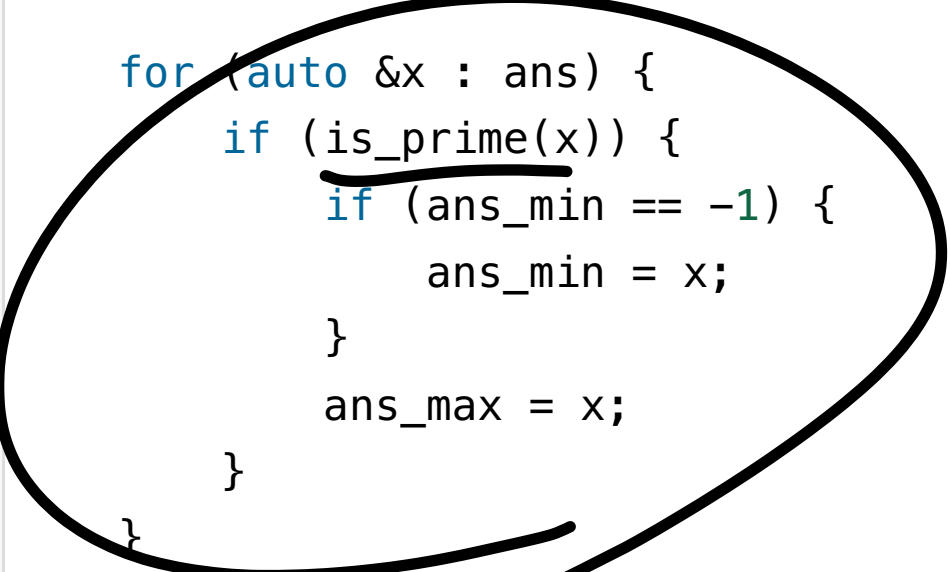 for (auto &x : ans) {
if (is_prime(x)) {
if (ans_min == -1) {
ans_min = x;
}
ans_max = x;
}
}